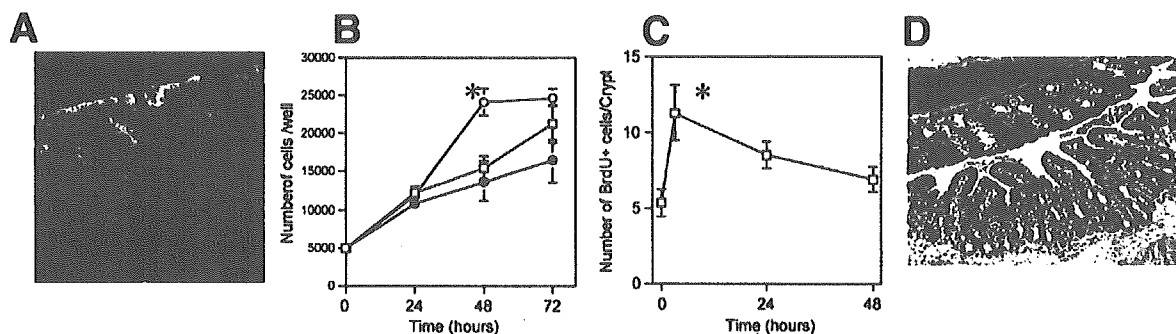 A
B
C
D
Numberof cells /well
30000
25000
20000
15000
10000
5000
0
*
0
24
48
72
Time (hours)
Number of BrdU+ cells/Crypt
15
10
5
0
*
0
24
48
Time (hours)